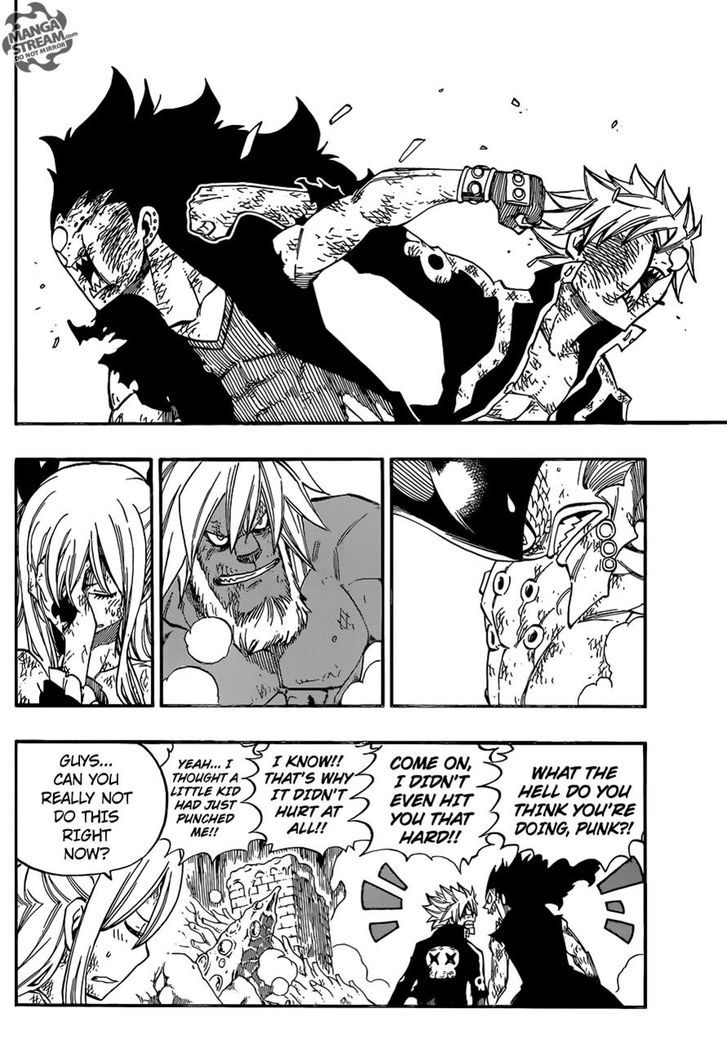 MANGA
STREAM.com
DO NOT MIRROR
WHAT THE
HELL DO YOU
THINK YOU'RE
DOING, PUNK?!
COME ON,
I DIDN'T
EVEN HIT
YOU THAT
HARD!!
I KNOW!!
THAT'S WHY
IT DIDN'T
HURT AT
ALL!!
YEAH... I
THOUGHT A
LITTLE KID
HAD JUST
PUNCHED
ME!!
GUYS...
CAN YOU
REALLY NOT
DO THIS
RIGHT
NOW?